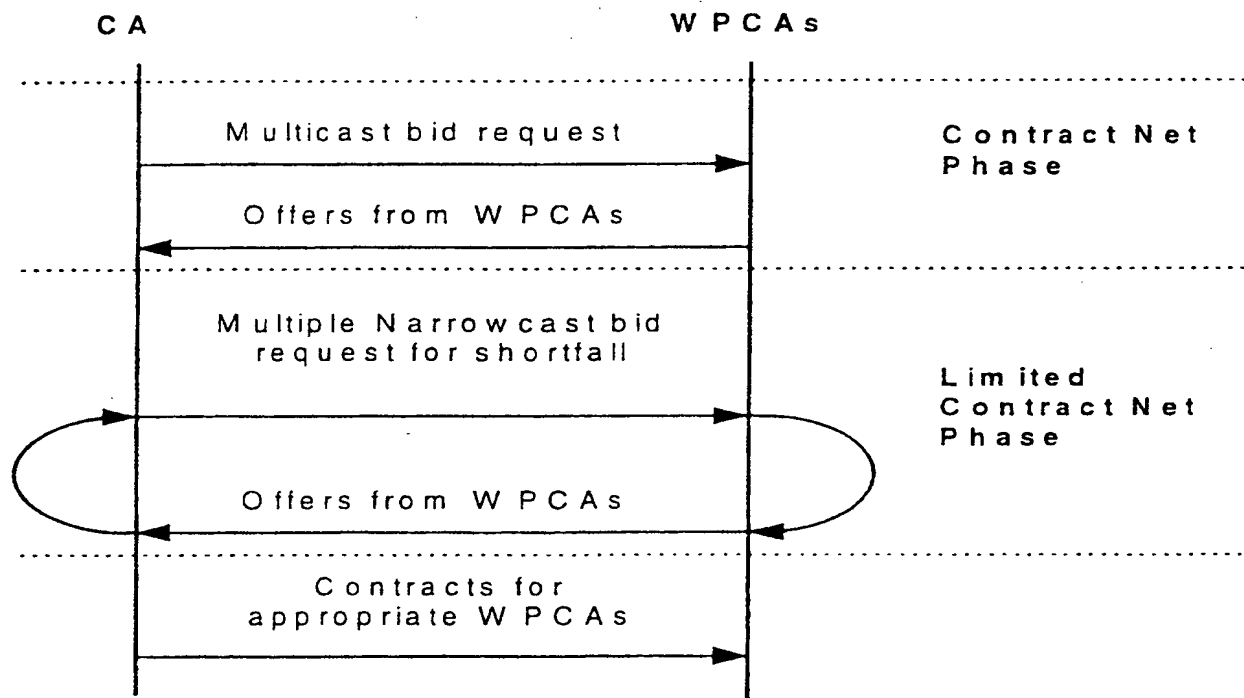 CA
WPCAs
Multicast bid request
Contract Net
Phase
Offers from WPCAs
Multiple Narrowcast bid
request for shortfall
Limited
Contract Net
Phase
Offers from WPCAs
Contracts for
appropriate WPCAs